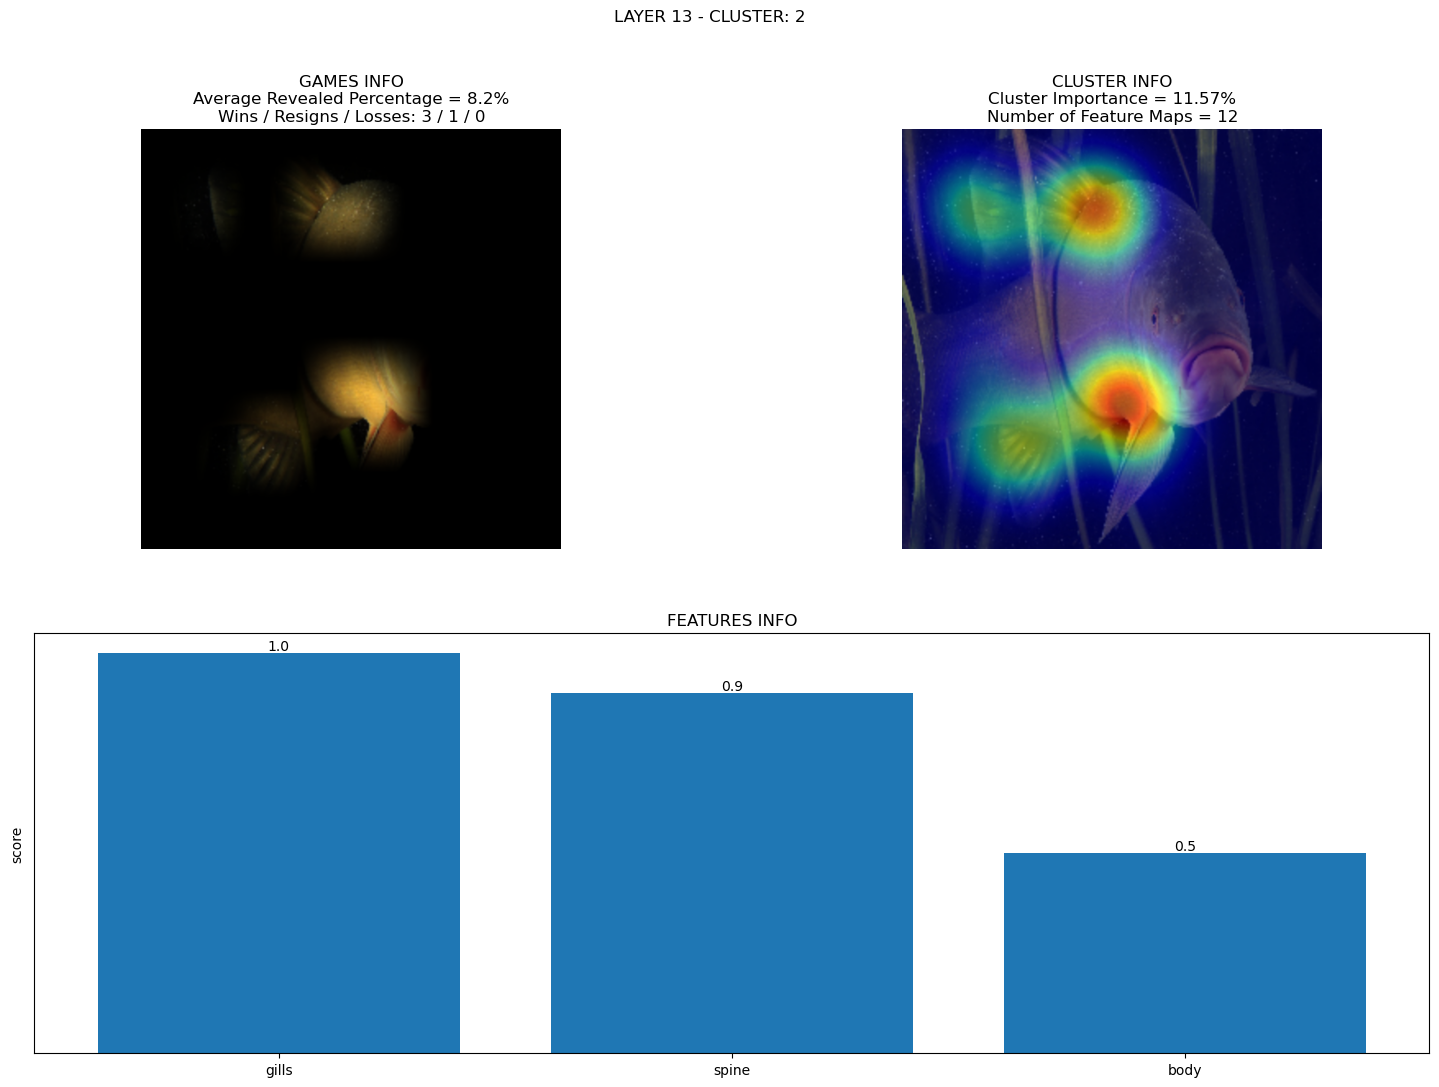 LAYER 13 - CLUSTER: 2
GAMES INFO
Average Revealed Percentage = 8.2%
Wins / Resigns / Losses: 3 / 1 / 0
CLUSTER INFO
Cluster Importance = 11.57%
Number of Feature Maps = 12
FEATURES INFO
score
1.0
0.9
0.5
gills
spine
body